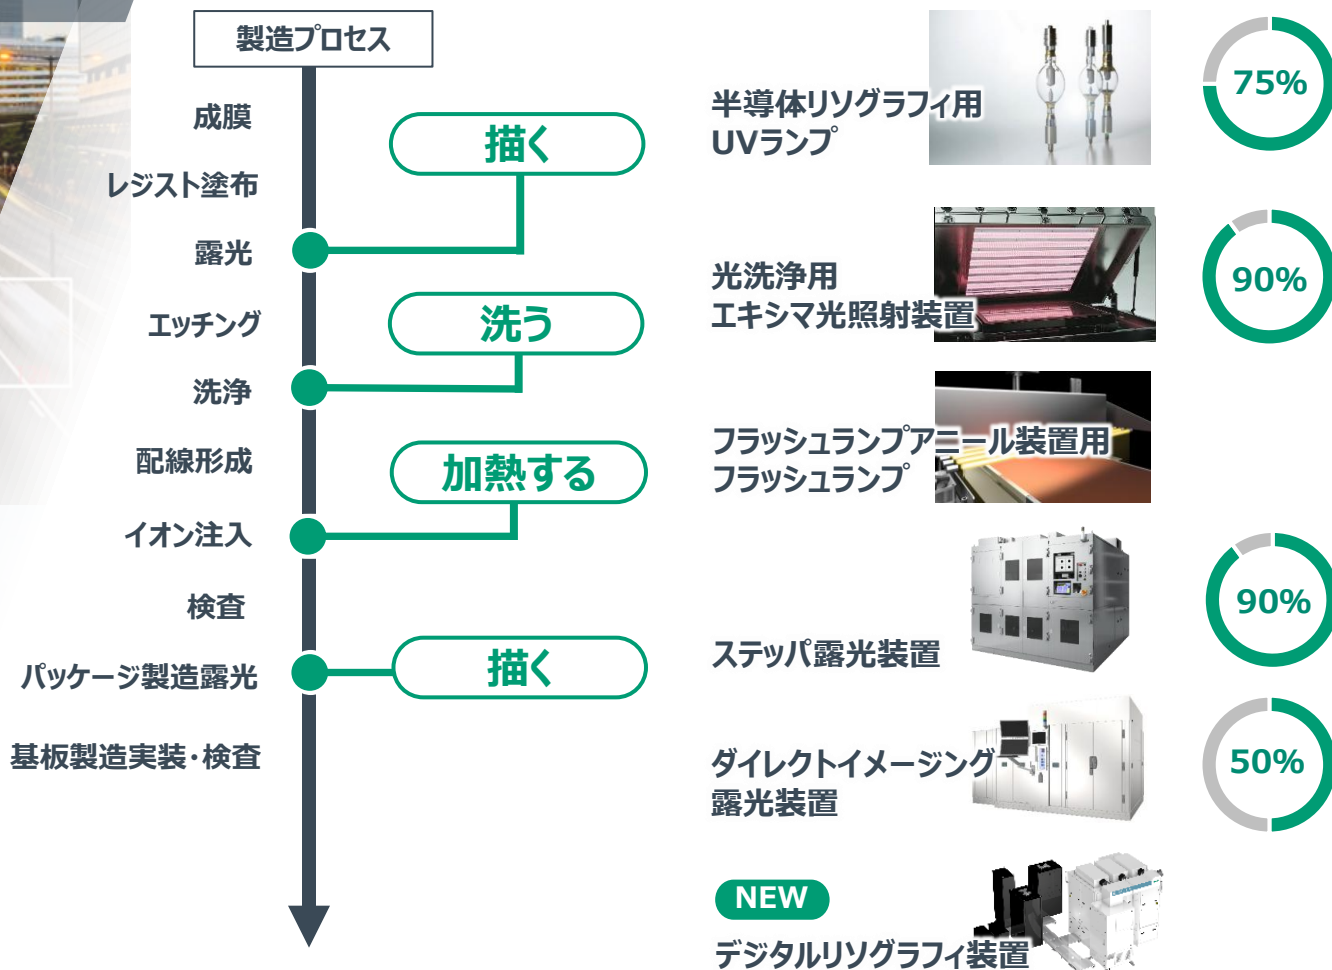 製造プロセス
成膜
レジスト塗布
露光
エッチング
洗浄
配線形成
イオン注入
検査
パッケージ製造露光
基板製造実装・検査
描く
洗う
加熱する
描く
半導体リソグラフィ用
UVランプ
75%
光洗浄用
エキシマ光照射装置
90%
フラッシュランプアニール装置用
フラッシュランプ
ステッパ露光装置
90%
ダイレクトイメージング
露光装置
50%
NEW
デジタルリソグラフィ装置